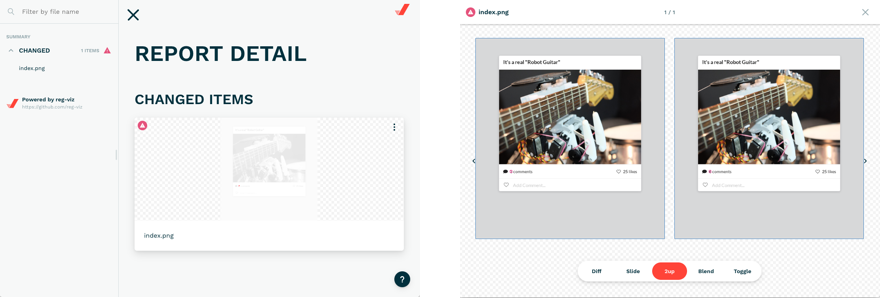 Filter by file name
SUMMARY
CHANGED
1 ITEMS
index.png
Powered by reg-viz
https://github.com/reg-viz
REPORT DETAIL
CHANGED ITEMS
index.png
?
index.png
1 / 1
It's a real "Robot Guitar"
comments
25 likes
Add Comment...
It's a real "Robot Guitar"
comments
25 likes
Add Comment...
Diff
Slide
2up
Blend
Toggle